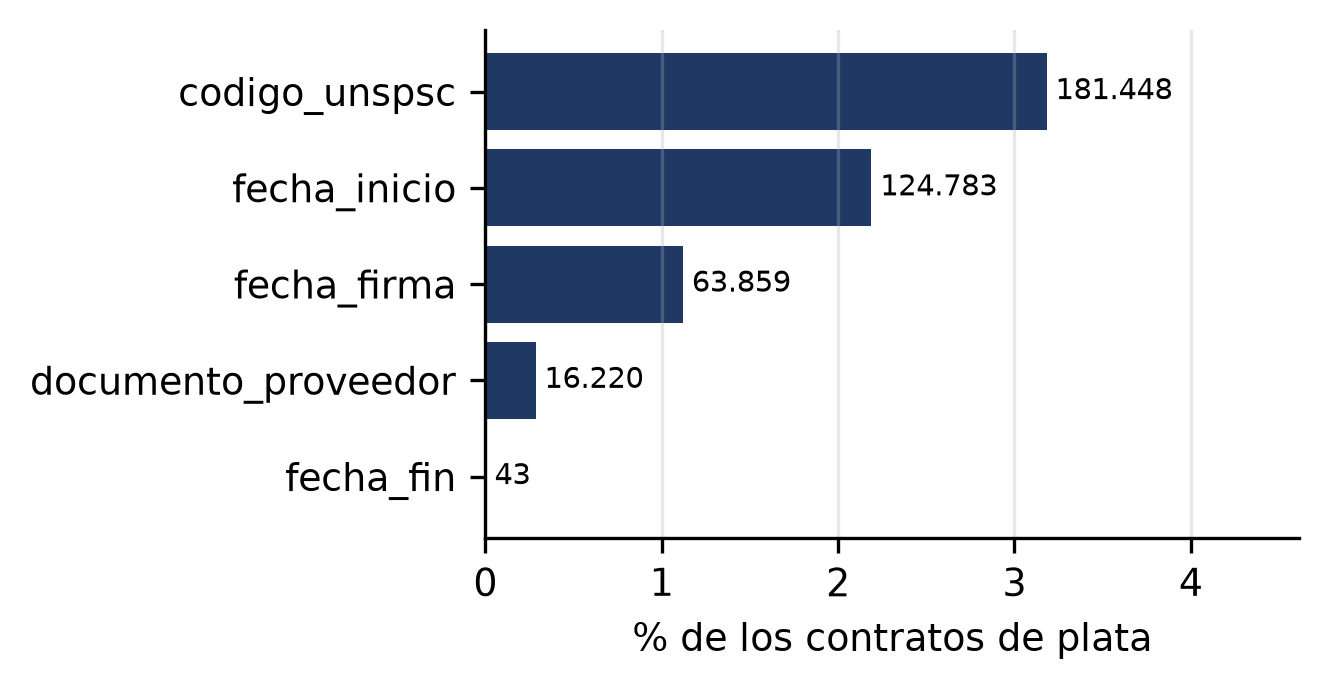 codigo_unspsc 181.448
fecha_inicio 124.783
fecha_firma 63.859
documento_proveedor 16.220
fecha_fin 43
0 1 2 3 4
% de los contratos de plata